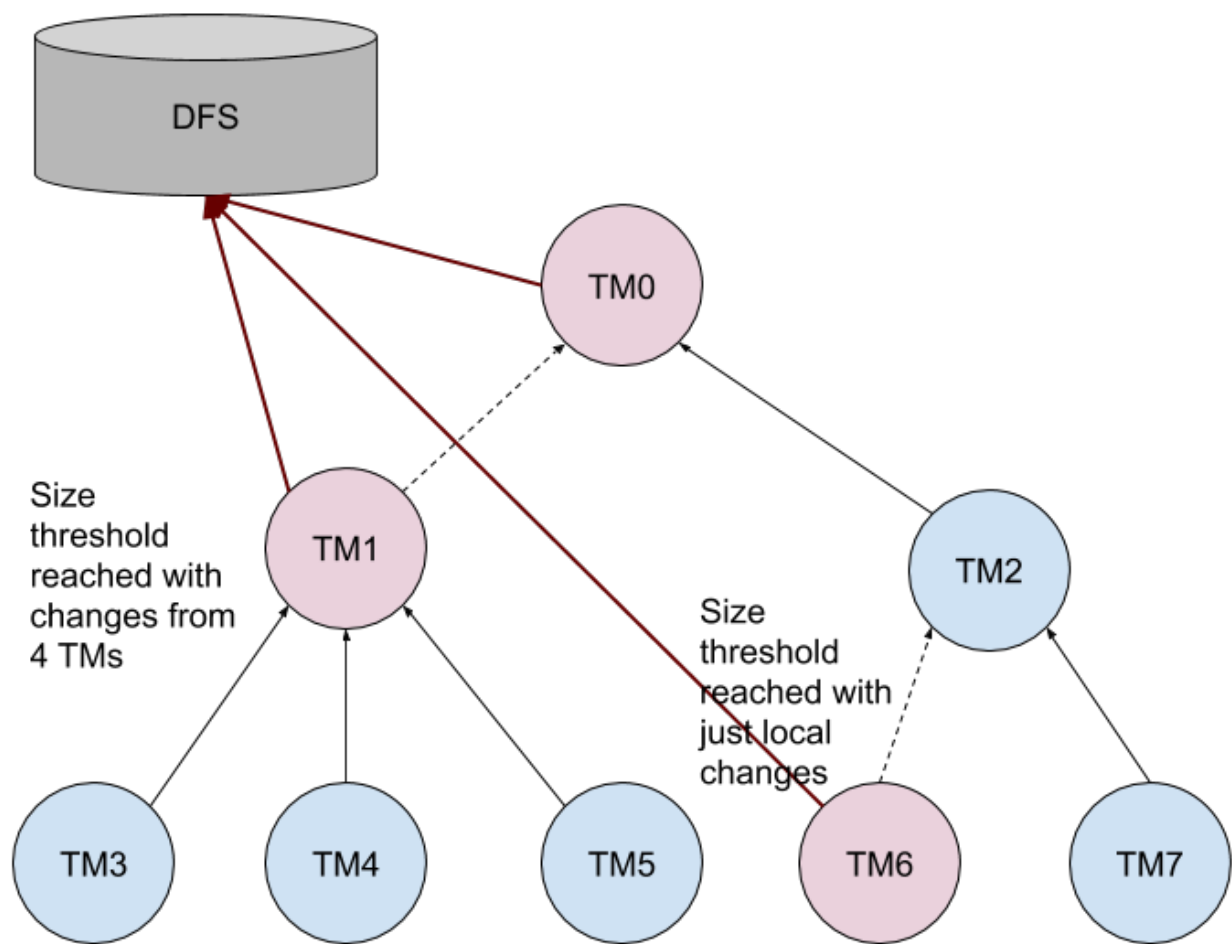 DFS
TM0
Size
threshold
reached with
changes from
4 TMs
TM1
TM2
Size
threshold
reached with
just local
changes
TM3
TM4
TM5
TM6
TM7